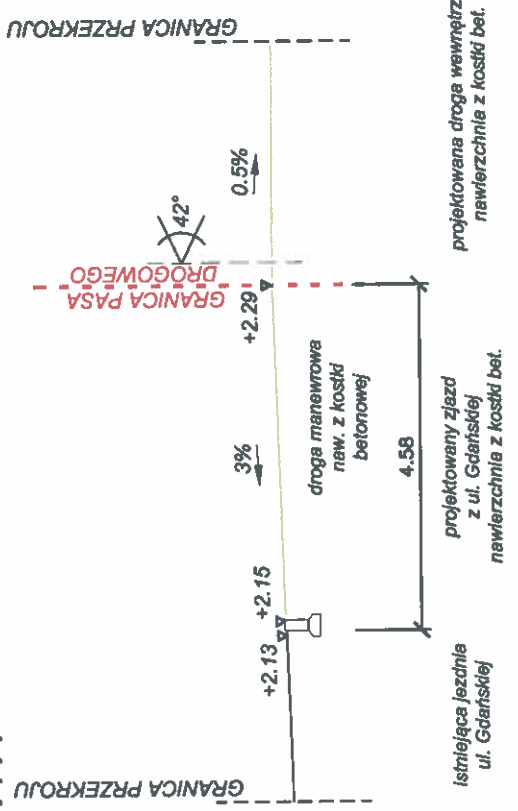 GRANICA PRZEKROJU
GRANICA PRZEKROJU
GRANICA PASA
DROGOWEGO
42°
0.5%
3%
+2.29
+2.15
+2.13
droga manewrowa
naw. z kostki
betonowej
4.58
Istniejąca jezdnia
ul. Gdańskiej
projektowany zjazd
z ul. Gdańskiej
nawierzchnia z kostki bet.
projektowana droga wewnętrz
nawierzchnia z kostki bet.